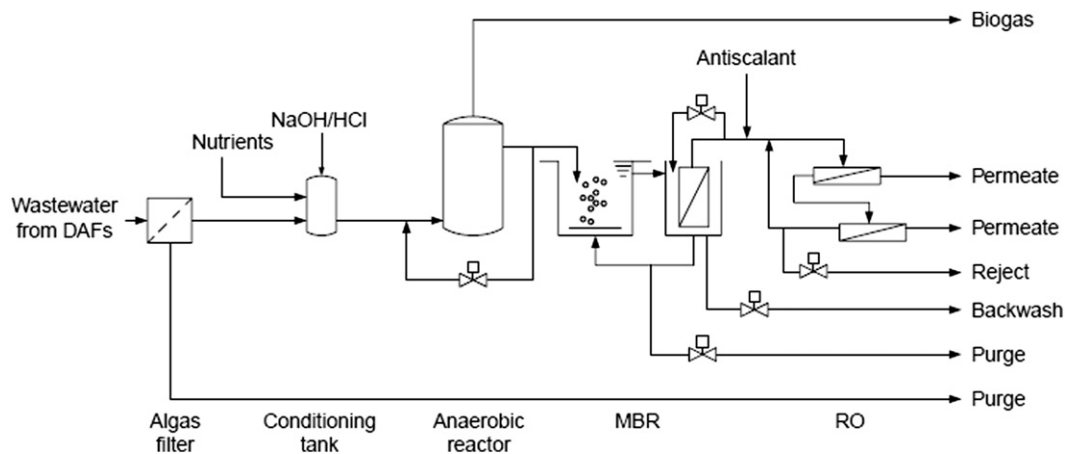 Biogas
Antiscalant
NaOH/HCl
Nutrients
Wastewater
from DAFs
Permeate
Permeate
Reject
Backwash
Purge
Purge
Algas
filter
Conditioning
tank
Anaerobic
reactor
MBR
RO